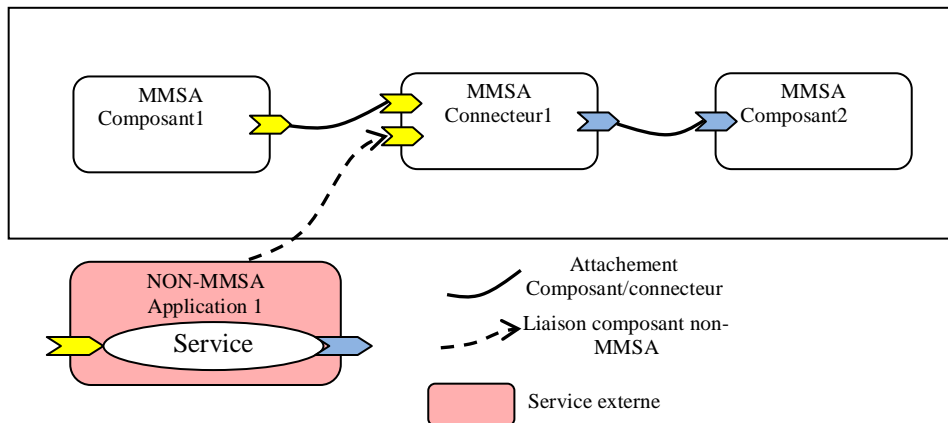 MMSA
Composant1
MMSA
Connecteur1
MMSA
Composant2
NON-MMSA
Application 1
Service
Attachement
Composant/connecteur
Liaison composant non-
MMSA
Service externe